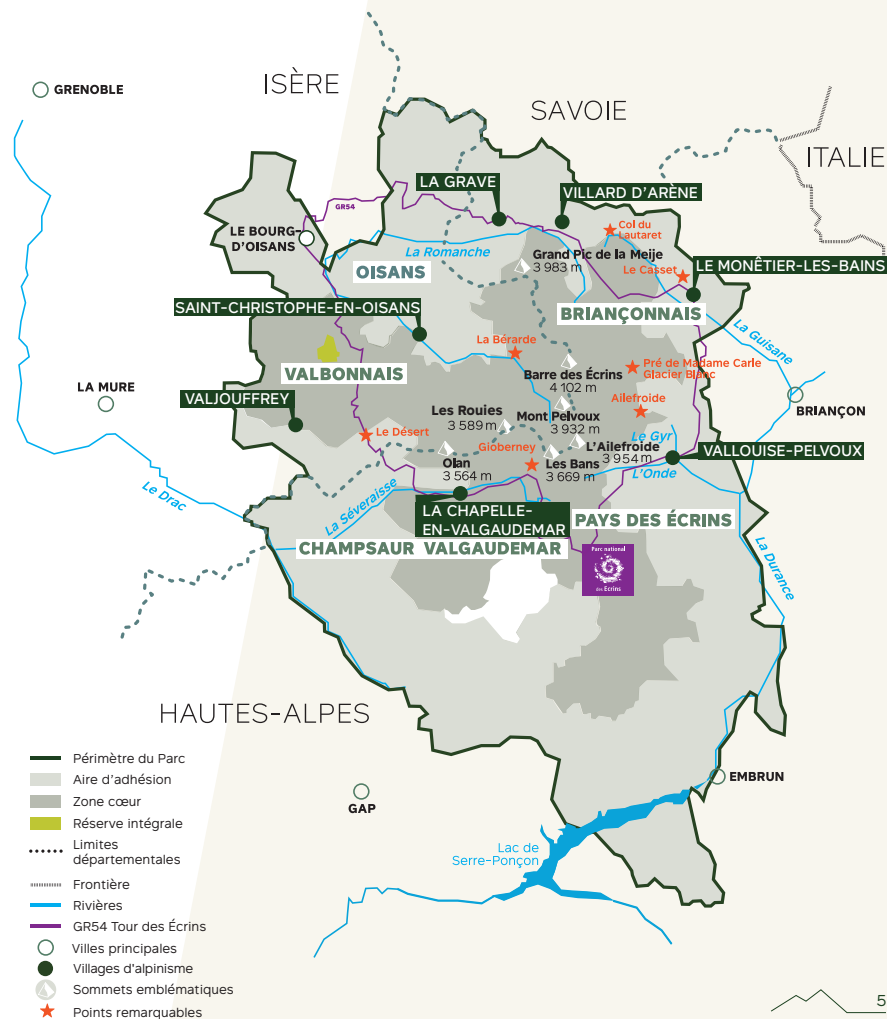 ISÈRE
SAVOIE
ITALIE
GRENOBLE
GR54
LA GRAVE
VILLARD D'ARÈNE
LE BOURG-
D'OISANS
La Romanche
Col du
Lautaret
Grand Pic de la Meije
3 983 m
OISANS
Le Casset
LE MONÊTIER-LES-BAINS
SAINT-CHRISTOPHE-EN-OISANS
BRIANÇONNAIS
La Guisane
La Bérarde
VALBONNAIS
Barre des Écrins
4 102 m
Pré de Madame Carle
Glacier Blanc
LA MURE
VALJOUFFREY
BRIANÇON
Ailefroide
Les Rouies
3 589 m
Mont Pelvoux
3 932 m
Le Désert
Le Gyr
Gioberney
L'Ailefroide
3 954 m
VALLOUISE-PELVOUX
Olan
3 564 m
Les Bans
3 669 m
L'Onde
Le Drac
La Séveraisse
LA CHAPELLE-
EN-VALGAUDEMAR
PAYS DES ÉCRINS
CHAMPSAUR VALGAUDEMAR
Parc national
des Ecrins
La Durance
HAUTES-ALPES
EMBRUN
GAP
Lac de
Serre-Ponçon
Périmètre du Parc
Aire d'adhésion
Zone cœur
Réserve intégrale
Limites
départementales
Frontière
Rivières
GR54 Tour des Écrins
Villes principales
Villages d'alpinisme
Sommets emblématiques
Points remarquables
5